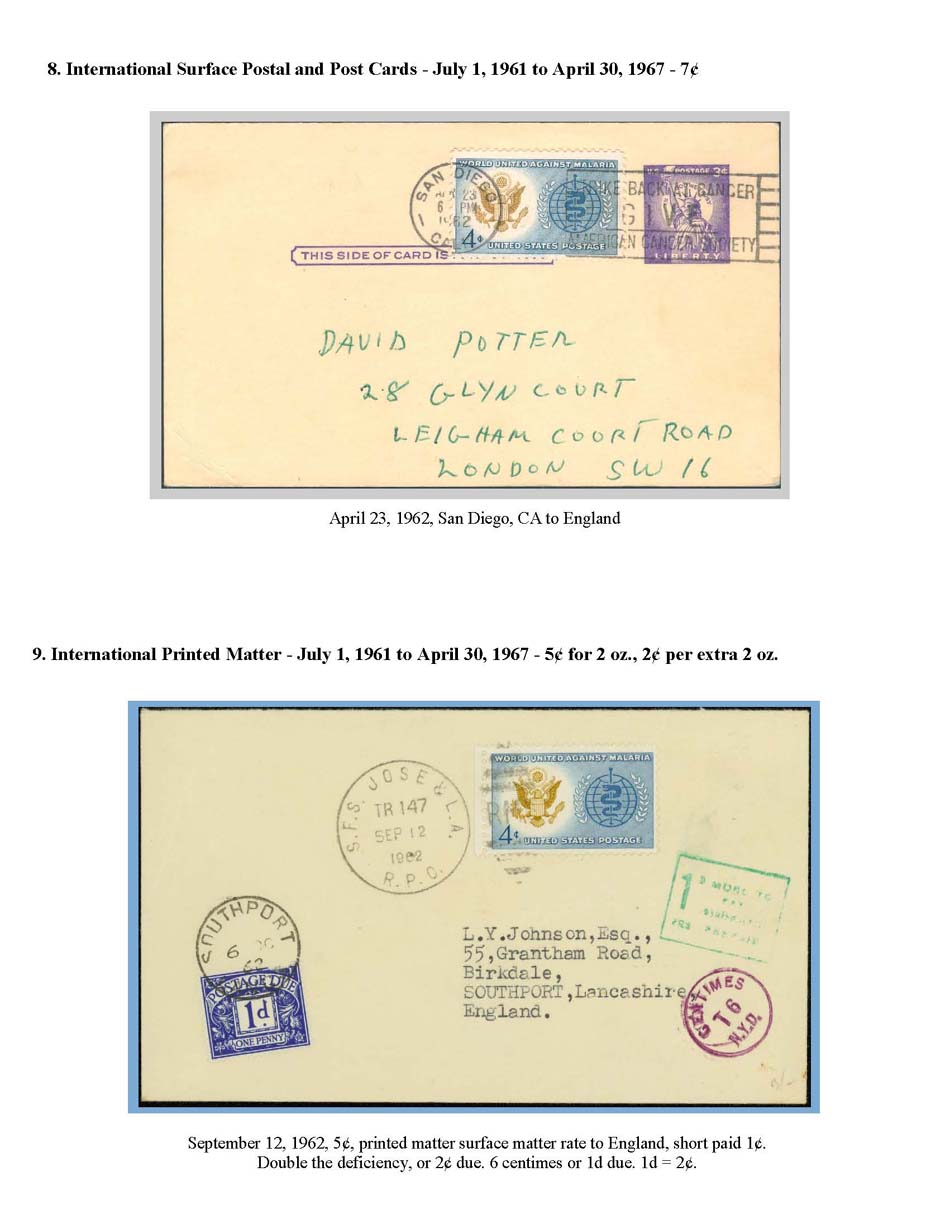 8. International Surface Postal and Post Cards - July 1, 1961 to April 30, 1967 - 7¢
WORLD UNITED AGAINST MALARIA
4¢ UNITED STATES POSTAGE
SAN DIEGO
23
6 PM
1962
CA
U.S. POSTAGE 3¢
LIBERTY
STRIKE BACK AT CANCER
GIVE
AMERICAN CANCER SOCIETY
THIS SIDE OF CARD IS
DAVID POTTER
28 GLYN COURT
LEIGHAM COURT ROAD
LONDON SW 16
April 23, 1962, San Diego, CA to England
9. International Printed Matter - July 1, 1961 to April 30, 1967 - 5¢ for 2 oz., 2¢ per extra 2 oz.
WORLD UNITED AGAINST MALARIA
4¢ UNITED STATES POSTAGE
S.F.S. JOSE & L.A.
TR 147
SEP 12
1962
R.P.O.
1D MORE TO
PAY
SOUTHPORT
6
62
POSTAGE DUE
1d.
ONE PENNY
L.Y.Johnson,Esq.,
55,Grantham Road,
Birkdale,
SOUTHPORT,Lancashire
England.
CENTIMES
T 6
N.Y.D.
September 12, 1962, 5¢, printed matter surface matter rate to England, short paid 1¢.
Double the deficiency, or 2¢ due. 6 centimes or 1d due. 1d = 2¢.